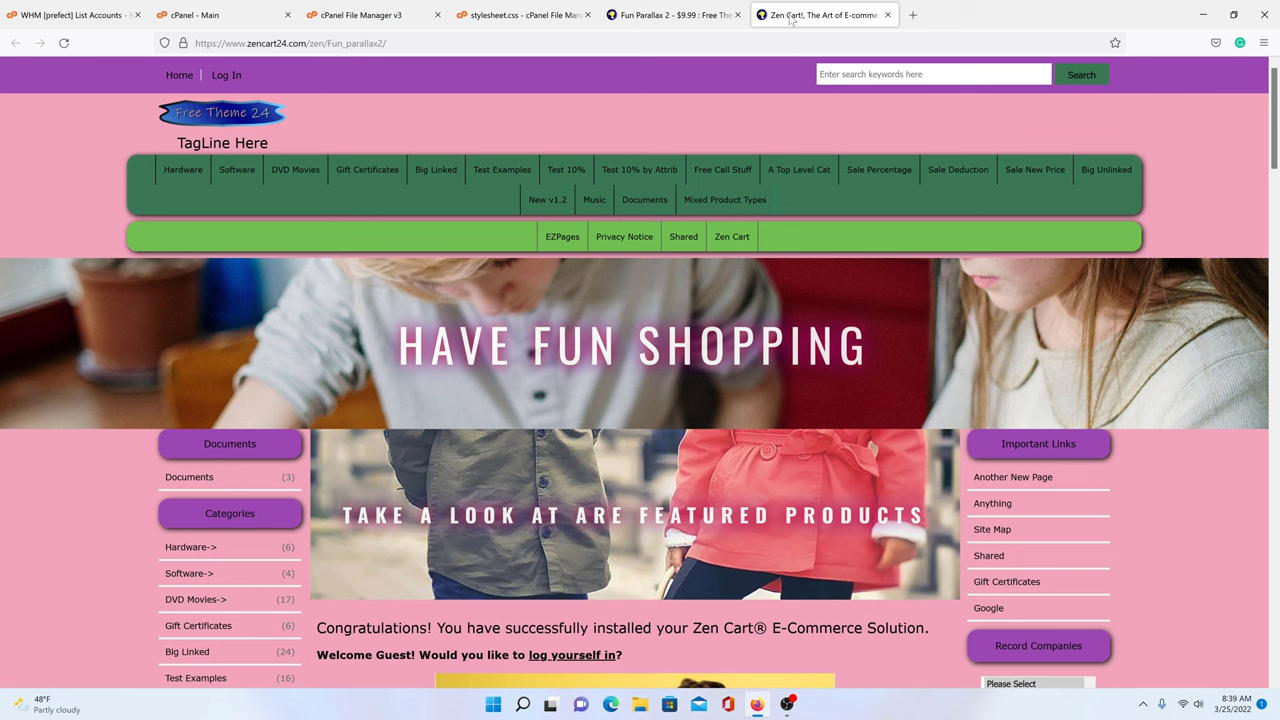 WHM [prefect] List Accounts - 9
cPanel - Main
cPanel File Manager v3
stylesheet.css - cPanel File Man
Fun Parallax 2 - $9.99 : Free The
Zen Cart!, The Art of E-comme
https://www.zencart24.com/zen/Fun_parallax2/
Home
Log In
Enter search keywords here
Search
Free Theme 24
TagLine Here
Hardware
Software
DVD Movies
Gift Certificates
Big Linked
Test Examples
Test 10%
Test 10% by Attrib
Free Call Stuff
A Top Level Cat
Sale Percentage
Sale Deduction
Sale New Price
Big Unlinked
New v1.2
Music
Documents
Mixed Product Types
EZPages
Privacy Notice
Shared
Zen Cart
HAVE FUN SHOPPING
Documents
Documents (3)
Categories
Hardware-> (6)
Software-> (4)
DVD Movies-> (17)
Gift Certificates (6)
Big Linked (24)
Test Examples (16)
TAKE A LOOK AT ARE FEATURED PRODUCTS
Congratulations! You have successfully installed your Zen Cart® E-Commerce Solution.
Welcome Guest! Would you like to log yourself in?
Important Links
Another New Page
Anything
Site Map
Shared
Gift Certificates
Google
Record Companies
Please Select
48°F
Partly cloudy
8:39 AM
3/25/2022